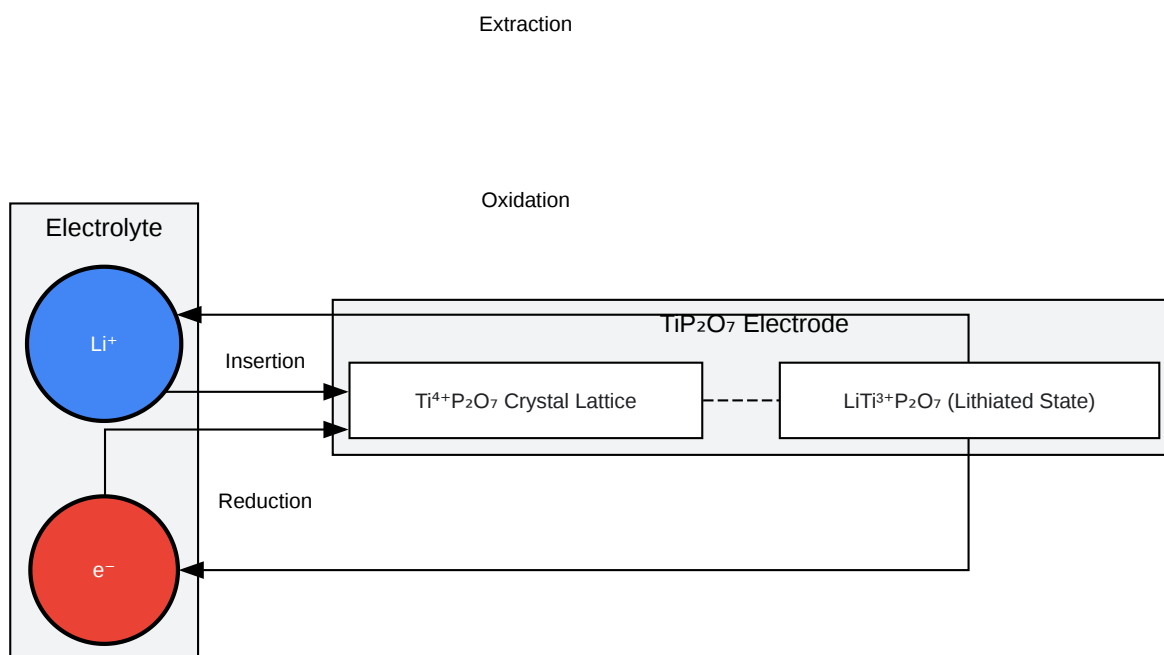 Extraction
Oxidation
Electrolyte
Li⁺
Insertion
TiP₂O₇ Electrode
Ti⁴⁺P₂O₇ Crystal Lattice
LiTi³⁺P₂O₇ (Lithiated State)
Reduction
e⁻